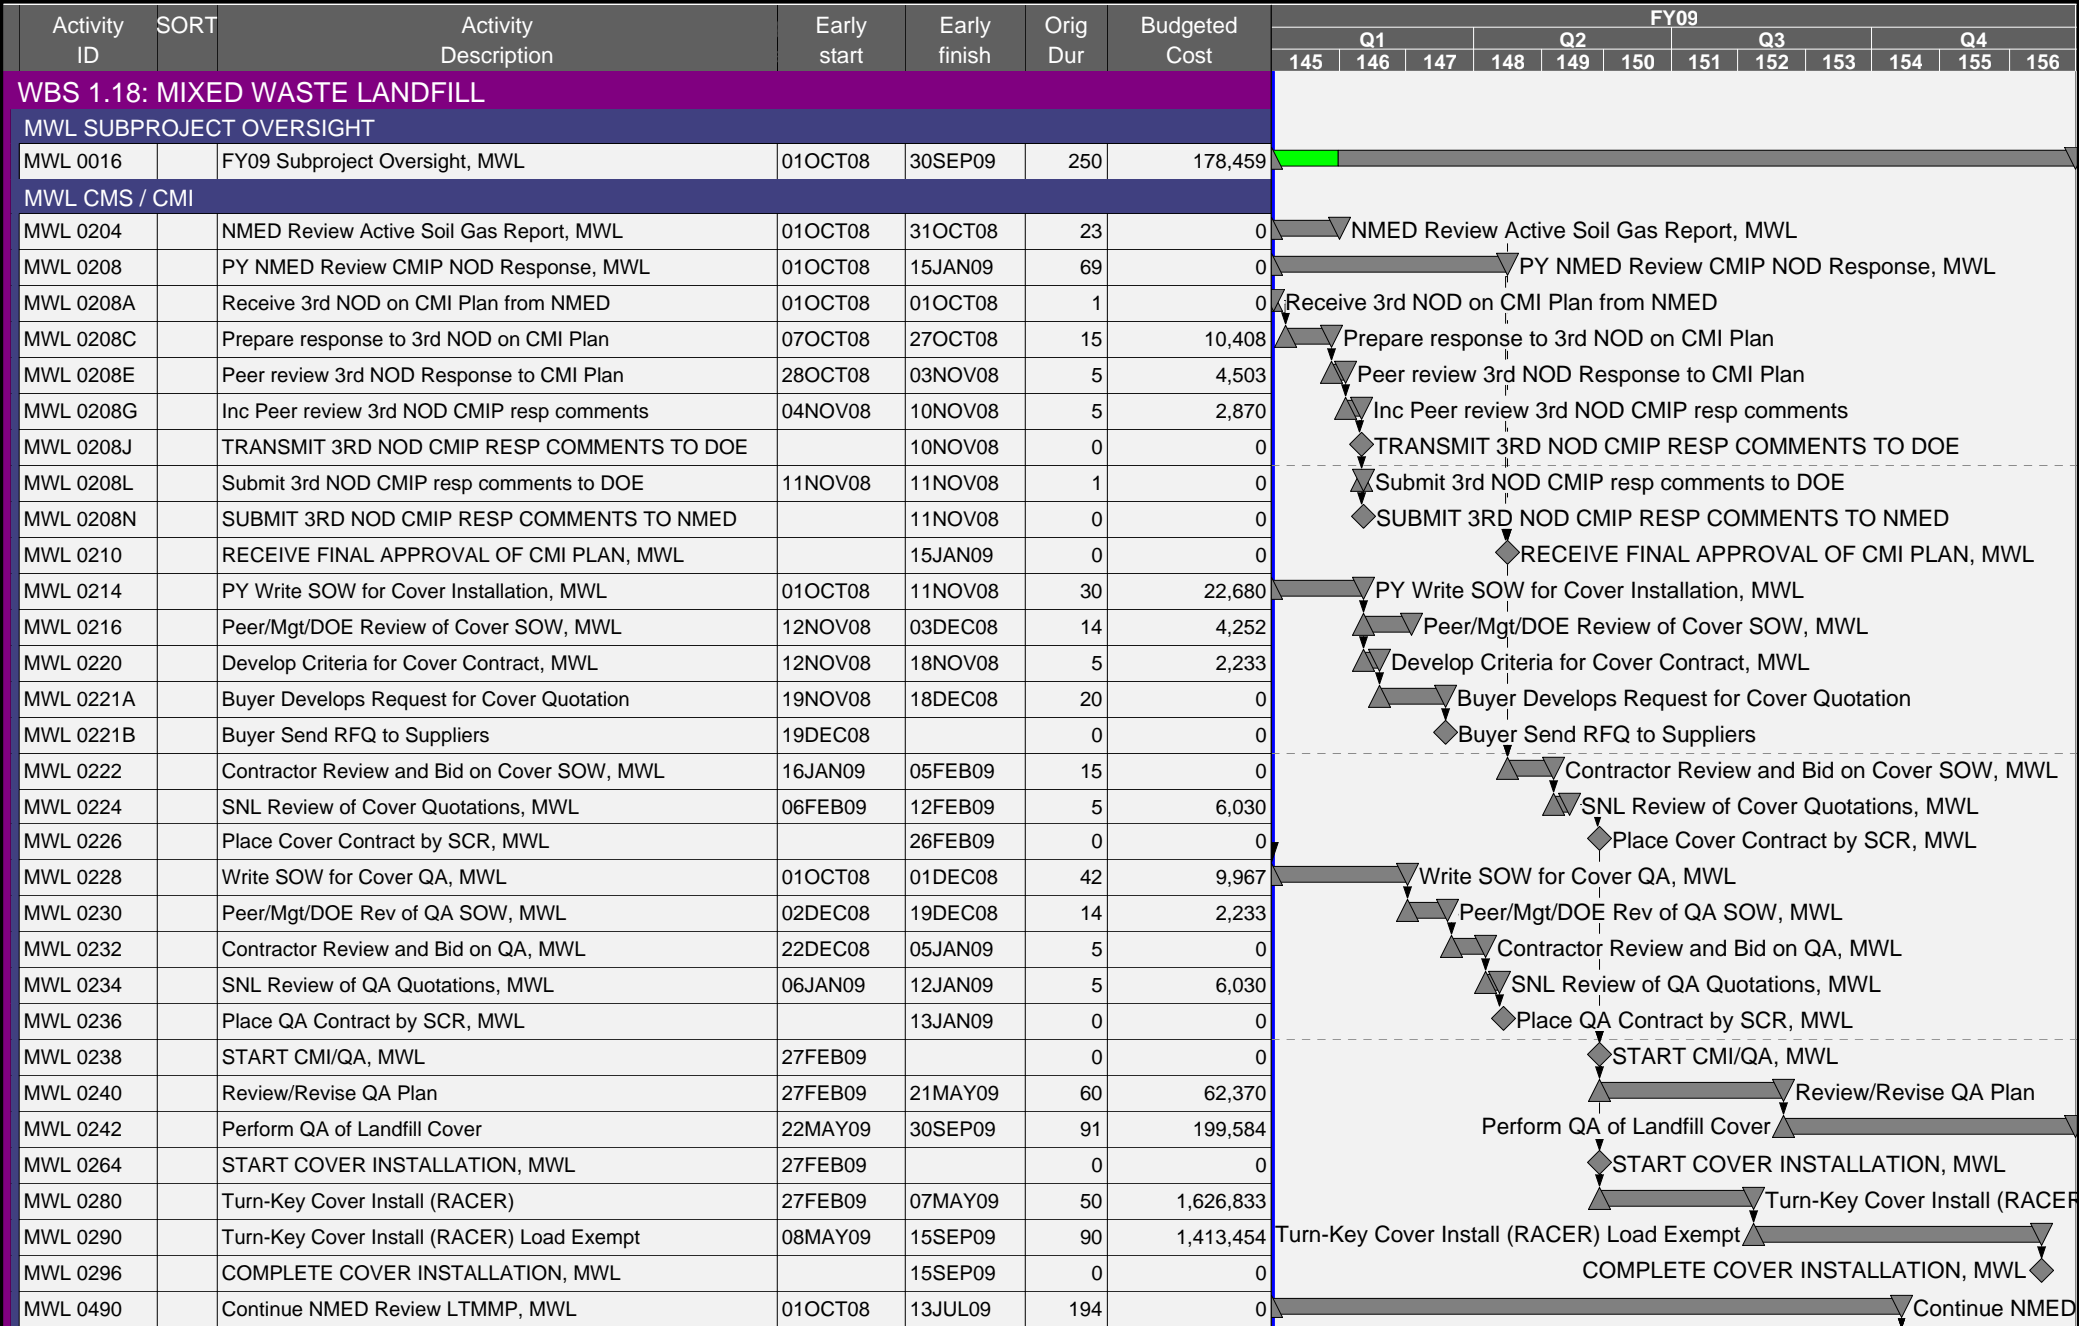 Activity SORT Activity Early Early Orig Budgeted FY09
ID Description start finish Dur Cost
Q1 Q2 Q3 Q4
145 146 147 148 149 150 151 152 153 154 155 156
WBS 1.18: MIXED WASTE LANDFILL
MWL SUBPROJECT OVERSIGHT
MWL 0016 FY09 Subproject Oversight, MWL 01OCT08 30SEP09 250 178,459
MWL CMS / CMI
MWL 0204 NMED Review Active Soil Gas Report, MWL 01OCT08 31OCT08 23 0 NMED Review Active Soil Gas Report, MWL
MWL 0208 PY NMED Review CMIP NOD Response, MWL 01OCT08 15JAN09 69 0 PY NMED Review CMIP NOD Response, MWL
MWL 0208A Receive 3rd NOD on CMI Plan from NMED 01OCT08 01OCT08 1 0 Receive 3rd NOD on CMI Plan from NMED
MWL 0208C Prepare response to 3rd NOD on CMI Plan 07OCT08 27OCT08 15 10,408 Prepare response to 3rd NOD on CMI Plan
MWL 0208E Peer review 3rd NOD Response to CMI Plan 28OCT08 03NOV08 5 4,503 Peer review 3rd NOD Response to CMI Plan
MWL 0208G Inc Peer review 3rd NOD CMIP resp comments 04NOV08 10NOV08 5 2,870 Inc Peer review 3rd NOD CMIP resp comments
MWL 0208J TRANSMIT 3RD NOD CMIP RESP COMMENTS TO DOE 10NOV08 0 0 TRANSMIT 3RD NOD CMIP RESP COMMENTS TO DOE
MWL 0208L Submit 3rd NOD CMIP resp comments to DOE 11NOV08 11NOV08 1 0 Submit 3rd NOD CMIP resp comments to DOE
MWL 0208N SUBMIT 3RD NOD CMIP RESP COMMENTS TO NMED 11NOV08 0 0 SUBMIT 3RD NOD CMIP RESP COMMENTS TO NMED
MWL 0210 RECEIVE FINAL APPROVAL OF CMI PLAN, MWL 15JAN09 0 0 RECEIVE FINAL APPROVAL OF CMI PLAN, MWL
MWL 0214 PY Write SOW for Cover Installation, MWL 01OCT08 11NOV08 30 22,680 PY Write SOW for Cover Installation, MWL
MWL 0216 Peer/Mgt/DOE Review of Cover SOW, MWL 12NOV08 03DEC08 14 4,252 Peer/Mgt/DOE Review of Cover SOW, MWL
MWL 0220 Develop Criteria for Cover Contract, MWL 12NOV08 18NOV08 5 2,233 Develop Criteria for Cover Contract, MWL
MWL 0221A Buyer Develops Request for Cover Quotation 19NOV08 18DEC08 20 0 Buyer Develops Request for Cover Quotation
MWL 0221B Buyer Send RFQ to Suppliers 19DEC08 0 0 Buyer Send RFQ to Suppliers
MWL 0222 Contractor Review and Bid on Cover SOW, MWL 16JAN09 05FEB09 15 0 Contractor Review and Bid on Cover SOW, MWL
MWL 0224 SNL Review of Cover Quotations, MWL 06FEB09 12FEB09 5 6,030 SNL Review of Cover Quotations, MWL
MWL 0226 Place Cover Contract by SCR, MWL 26FEB09 0 0 Place Cover Contract by SCR, MWL
MWL 0228 Write SOW for Cover QA, MWL 01OCT08 01DEC08 42 9,967 Write SOW for Cover QA, MWL
MWL 0230 Peer/Mgt/DOE Rev of QA SOW, MWL 02DEC08 19DEC08 14 2,233 Peer/Mgt/DOE Rev of QA SOW, MWL
MWL 0232 Contractor Review and Bid on QA, MWL 22DEC08 05JAN09 5 0 Contractor Review and Bid on QA, MWL
MWL 0234 SNL Review of QA Quotations, MWL 06JAN09 12JAN09 5 6,030 SNL Review of QA Quotations, MWL
MWL 0236 Place QA Contract by SCR, MWL 13JAN09 0 0 Place QA Contract by SCR, MWL
MWL 0238 START CMI/QA, MWL 27FEB09 0 0 START CMI/QA, MWL
MWL 0240 Review/Revise QA Plan 27FEB09 21MAY09 60 62,370 Review/Revise QA Plan
MWL 0242 Perform QA of Landfill Cover 22MAY09 30SEP09 91 199,584 Perform QA of Landfill Cover
MWL 0264 START COVER INSTALLATION, MWL 27FEB09 0 0 START COVER INSTALLATION, MWL
MWL 0280 Turn-Key Cover Install (RACER) 27FEB09 07MAY09 50 1,626,833 Turn-Key Cover Install (RACER
MWL 0290 Turn-Key Cover Install (RACER) Load Exempt 08MAY09 15SEP09 90 1,413,454 Turn-Key Cover Install (RACER) Load Exempt
MWL 0296 COMPLETE COVER INSTALLATION, MWL 15SEP09 0 0 COMPLETE COVER INSTALLATION, MWL
MWL 0490 Continue NMED Review LTMMP, MWL 01OCT08 13JUL09 194 0 Continue NMED